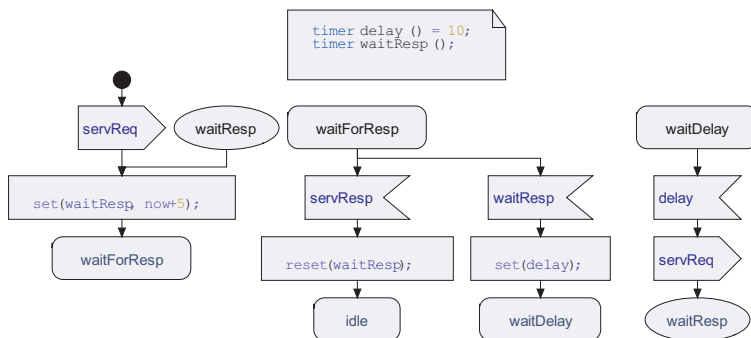 timer delay () = 10;
timer waitResp ();
servReq
waitResp
waitForResp
waitDelay
set(waitResp, now+5);
servResp
waitResp
delay
waitForResp
reset(waitResp);
set(delay);
servReq
idle
waitDelay
waitResp